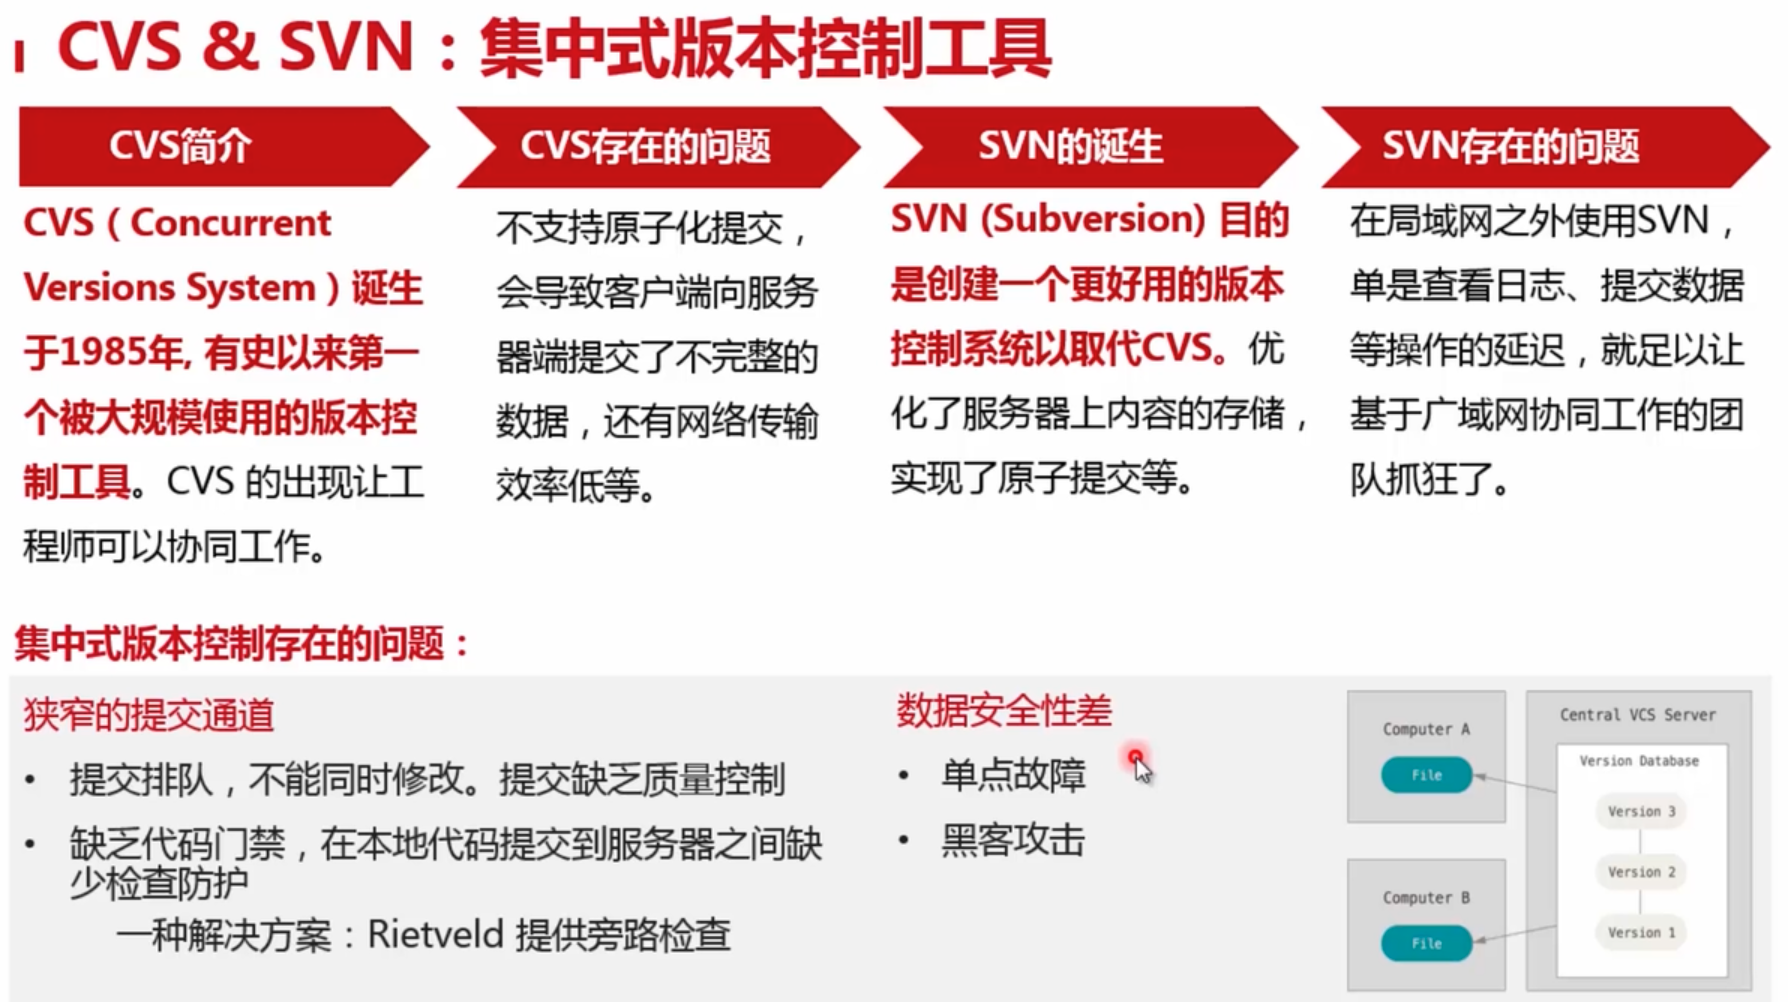 CVS & SVN：集中式版本控制工具
CVS简介
CVS（Concurrent
Versions System）诞生
于1985年, 有史以来第一
个被大规模使用的版本控
制工具。CVS 的出现让工
程师可以协同工作。
CVS存在的问题
不支持原子化提交，
会导致客户端向服务
器端提交了不完整的
数据，还有网络传输
效率低等。
SVN的诞生
SVN (Subversion) 目的
是创建一个更好用的版本
控制系统以取代CVS。优
化了服务器上内容的存储，
实现了原子提交等。
SVN存在的问题
在局域网之外使用SVN，
单是查看日志、提交数据
等操作的延迟，就足以让
基于广域网协同工作的团
队抓狂了。
集中式版本控制存在的问题：
狭窄的提交通道
• 提交排队，不能同时修改。提交缺乏质量控制
• 缺乏代码门禁，在本地代码提交到服务器之间缺
少检查防护
一种解决方案：Rietveld 提供旁路检查
数据安全性差
• 单点故障
• 黑客攻击
Computer A
File
Computer B
File
Central VCS Server
Version Database
Version 3
Version 2
Version 1